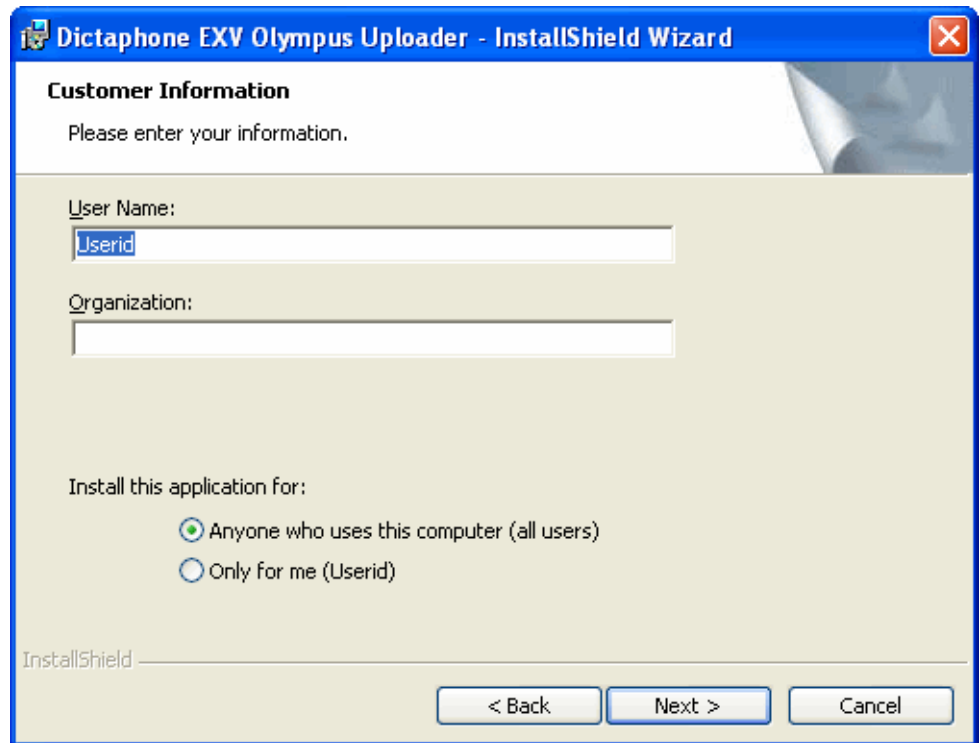 Dictaphone EXV Olympus Uploader - InstallShield Wizard
Customer Information
Please enter your information.
User Name:
Userid
Organization:
Install this application for:
Anyone who uses this computer (all users)
Only for me (Userid)
InstallShield
< Back Next > Cancel